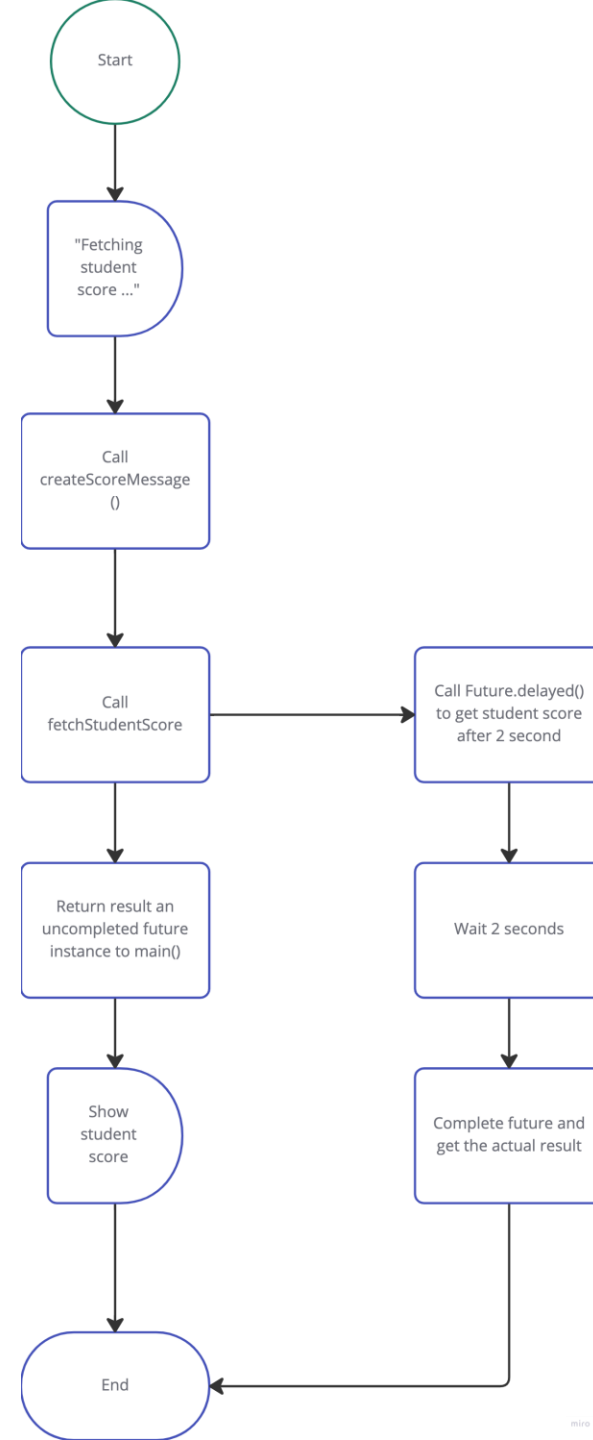 Start
"Fetching
student
score ..."
Call
createScoreMessage
()
Call
fetchStudentScore
Call Future.delayed()
to get student score
after 2 second
Return result an
uncompleted future
instance to main()
Wait 2 seconds
Show
student
score
Complete future and
get the actual result
End
miro